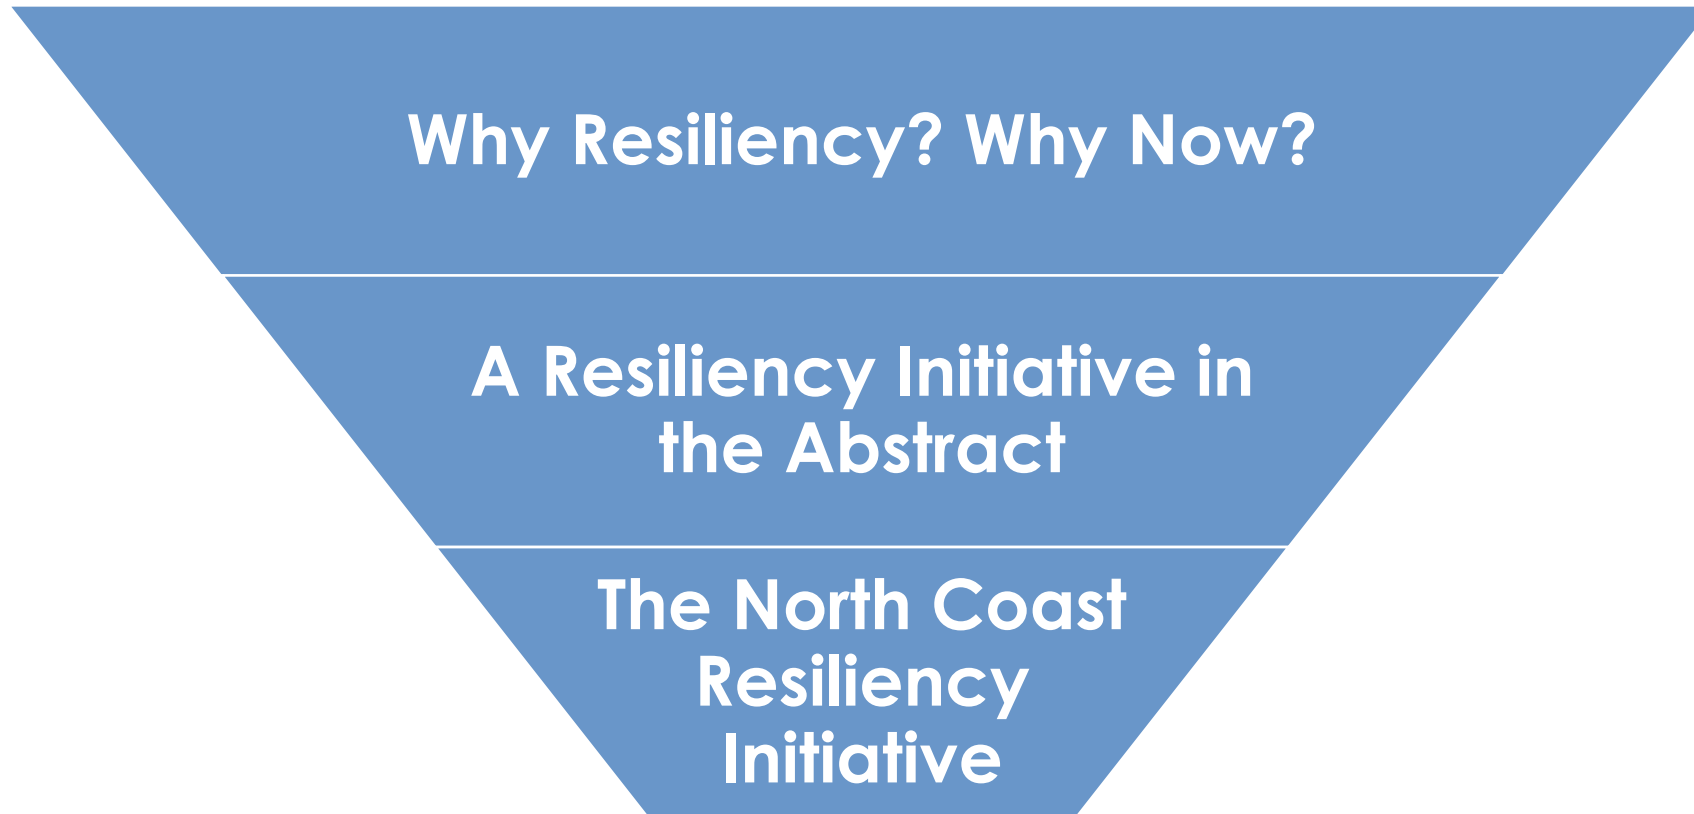 Why Resiliency? Why Now?
A Resiliency Initiative in
the Abstract
The North Coast
Resiliency
Initiative